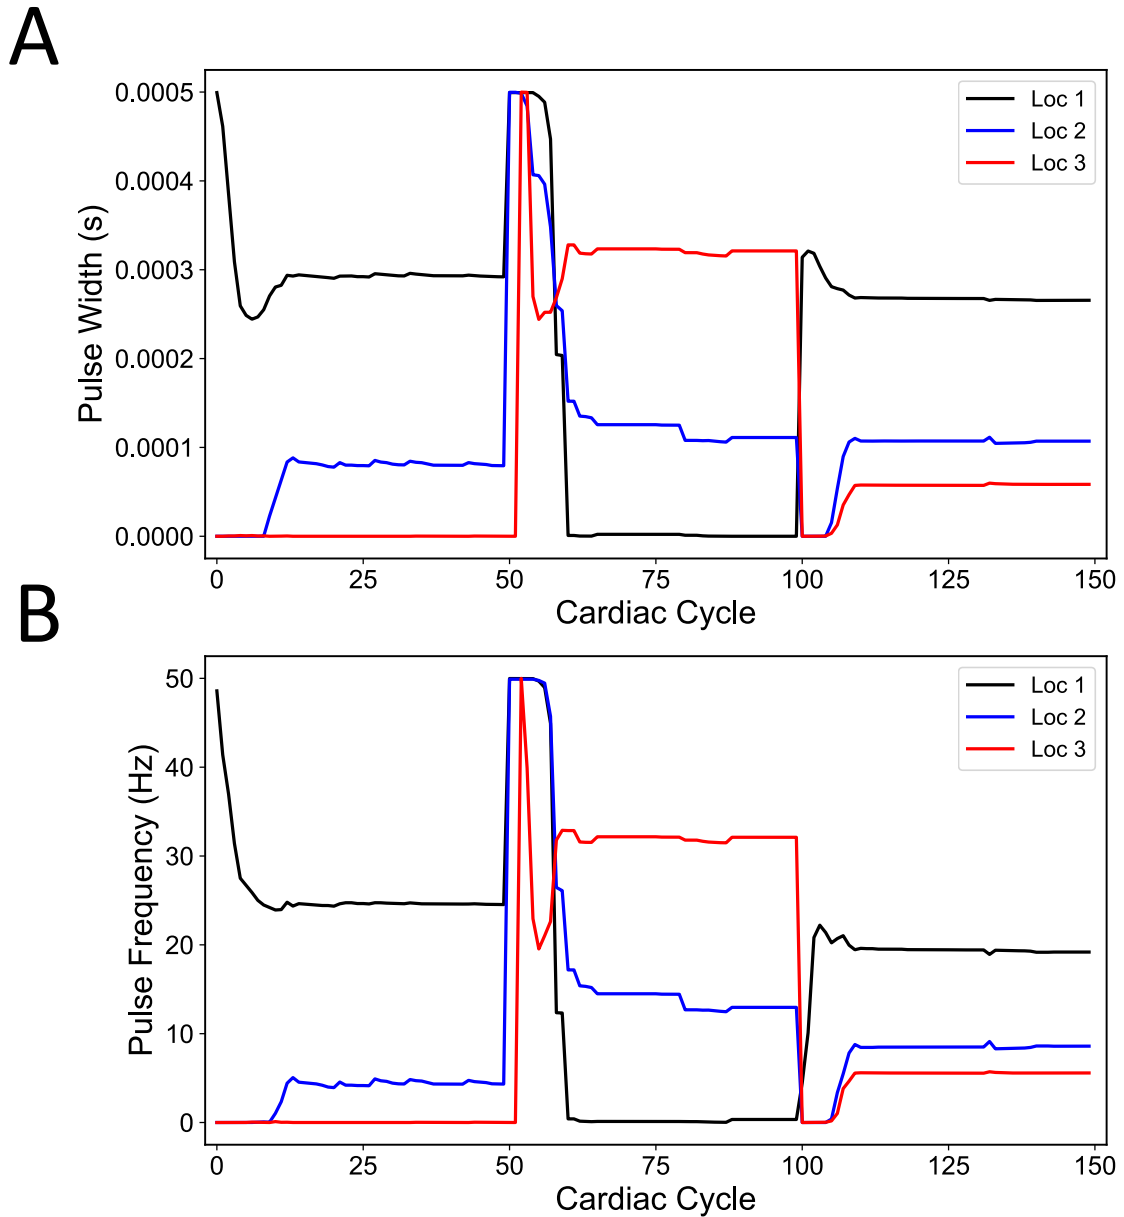 A
0.0005
0.0004
0.0003
0.0002
0.0001
0.0000
Pulse Width (s)
Loc 1
Loc 2
Loc 3
0 25 50 75 100 125 150
Cardiac Cycle
B
50
40
30
20
10
0
Pulse Frequency (Hz)
Loc 1
Loc 2
Loc 3
0 25 50 75 100 125 150
Cardiac Cycle